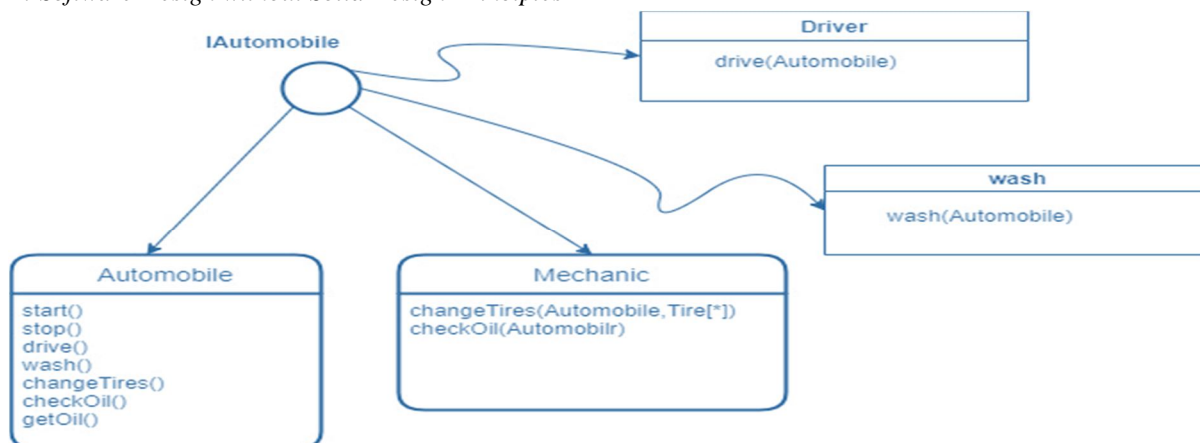 IAutomobile
Driver
drive(Automobile)
wash
wash(Automobile)
Automobile
start()
stop()
drive()
wash()
changeTires()
checkOil()
getOil()
Mechanic
changeTires(Automobile,Tire[*])
checkOil(Automobilr)